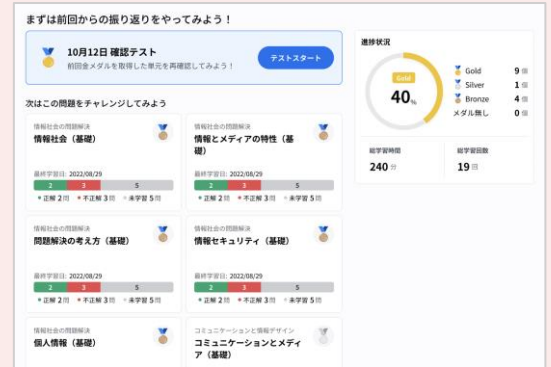 まずは前回からの振り返りをやってみよう！
10月12日 確認テスト
前回金メダルを取得した単元を再確認してみよう！
テストスタート
次はこの問題をチャレンジしてみよう
情報社会の問題解決
情報社会（基礎）
最終学習日: 2022/08/29
2 3 5
正解 2問 不正解 3問 未学習 5問
情報社会の問題解決
情報とメディアの特性（基
礎）
最終学習日: 2022/08/29
2 3 5
正解 2問 不正解 3問 未学習 5問
情報社会の問題解決
問題解決の考え方（基礎）
最終学習日: 2022/08/29
2 3 5
正解 2問 不正解 3問 未学習 5問
情報社会の問題解決
情報セキュリティ（基礎）
最終学習日: 2022/08/29
2 3 5
正解 2問 不正解 3問 未学習 5問
情報社会の問題解決
個人情報（基礎）
コミュニケーションと情報デザイン
コミュニケーションとメディ
ア（基礎）
進捗状況
Gold
40%
Gold 9個
Silver 1個
Bronze 4個
メダル無し 0個
総学習時間
240分
総学習回数
19回